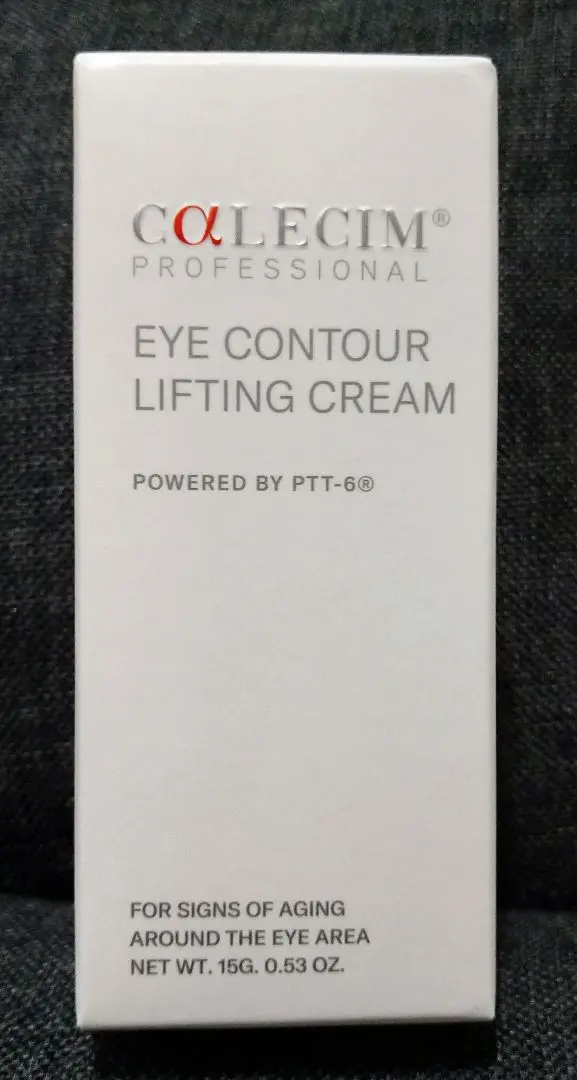 CαLECIM®
PROFESSIONAL
EYE CONTOUR
LIFTING CREAM
POWERED BY PTT-6®
FOR SIGNS OF AGING
AROUND THE EYE AREA
NET WT. 15G. 0.53 OZ.